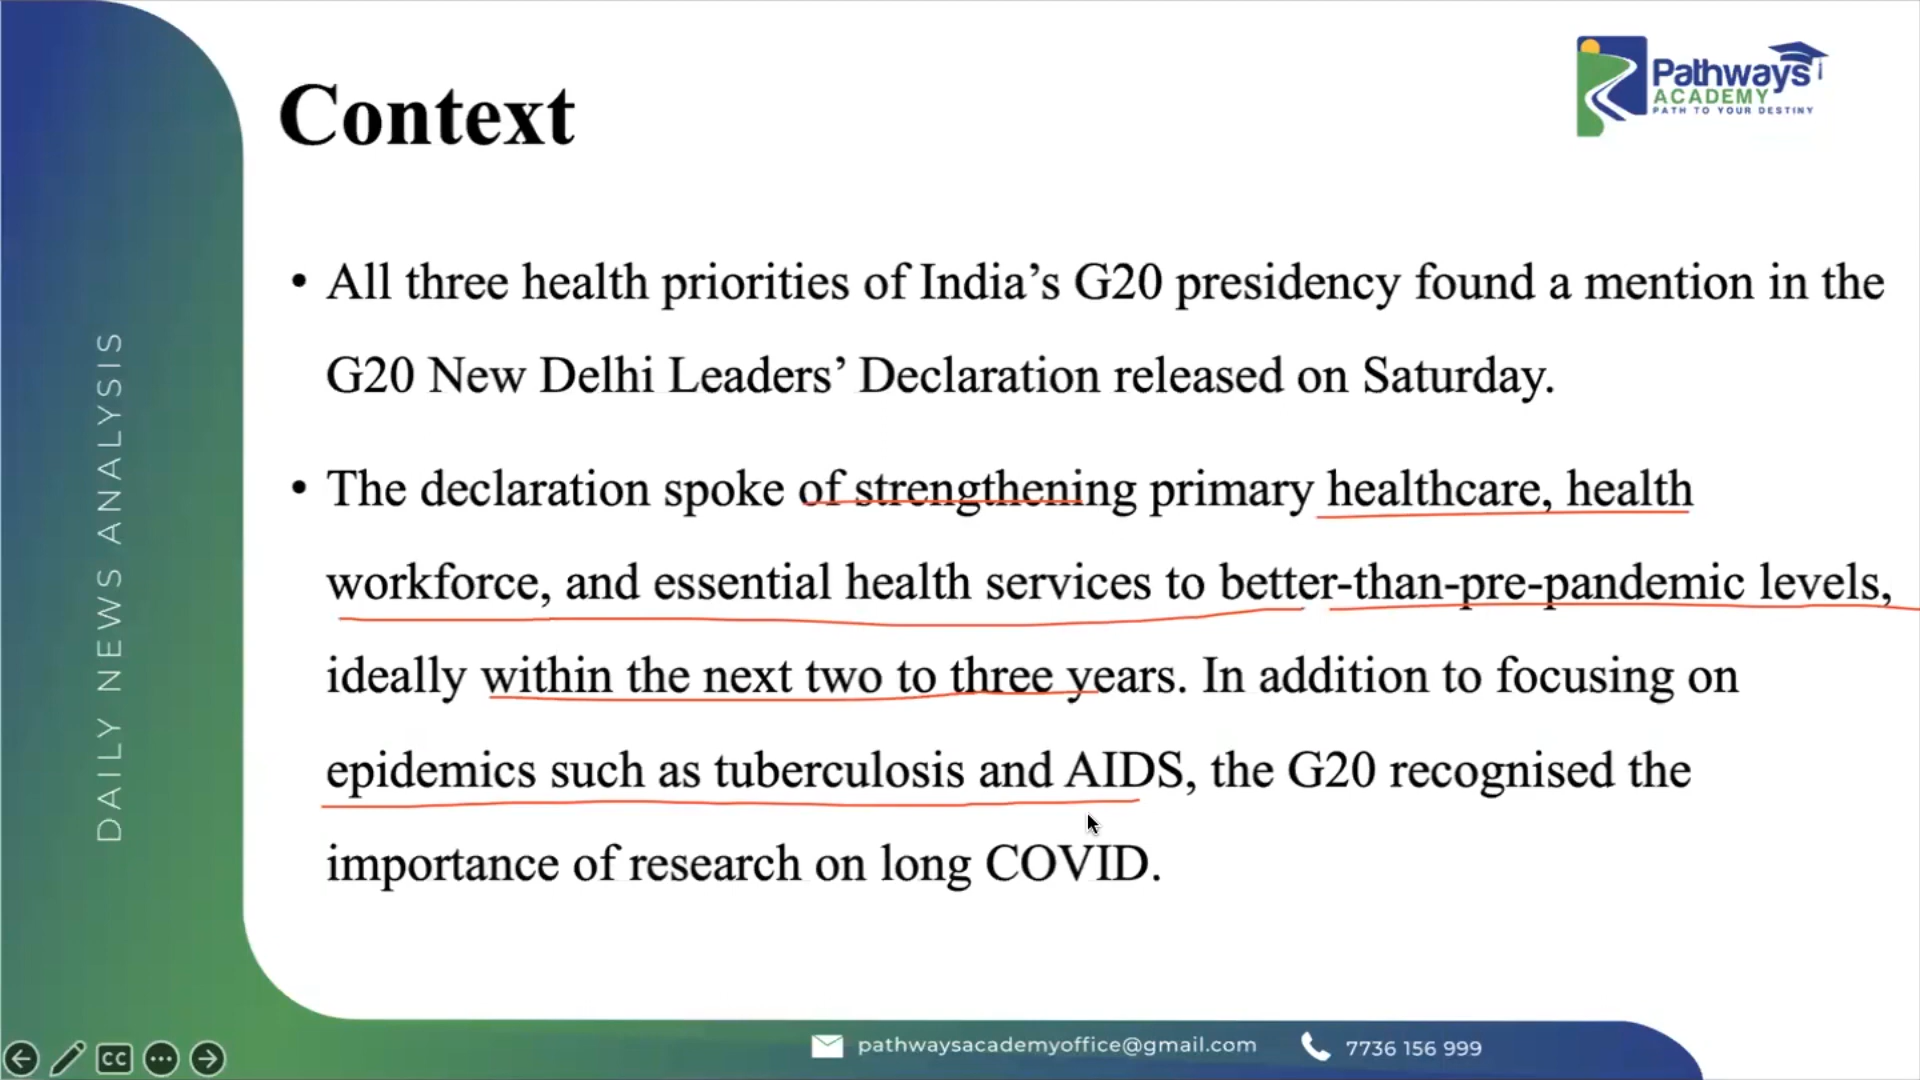 Context
Pathways
ACADEMY
PATH TO YOUR DESTINY
• All three health priorities of India’s G20 presidency found a mention in the
G20 New Delhi Leaders’ Declaration released on Saturday.
• The declaration spoke of strengthening primary healthcare, health
workforce, and essential health services to better-than-pre-pandemic levels,
ideally within the next two to three years. In addition to focusing on
epidemics such as tuberculosis and AIDS, the G20 recognised the
importance of research on long COVID.
DAILY NEWS ANALYSIS
CC
pathwaysacademyoffice@gmail.com
7736 156 999